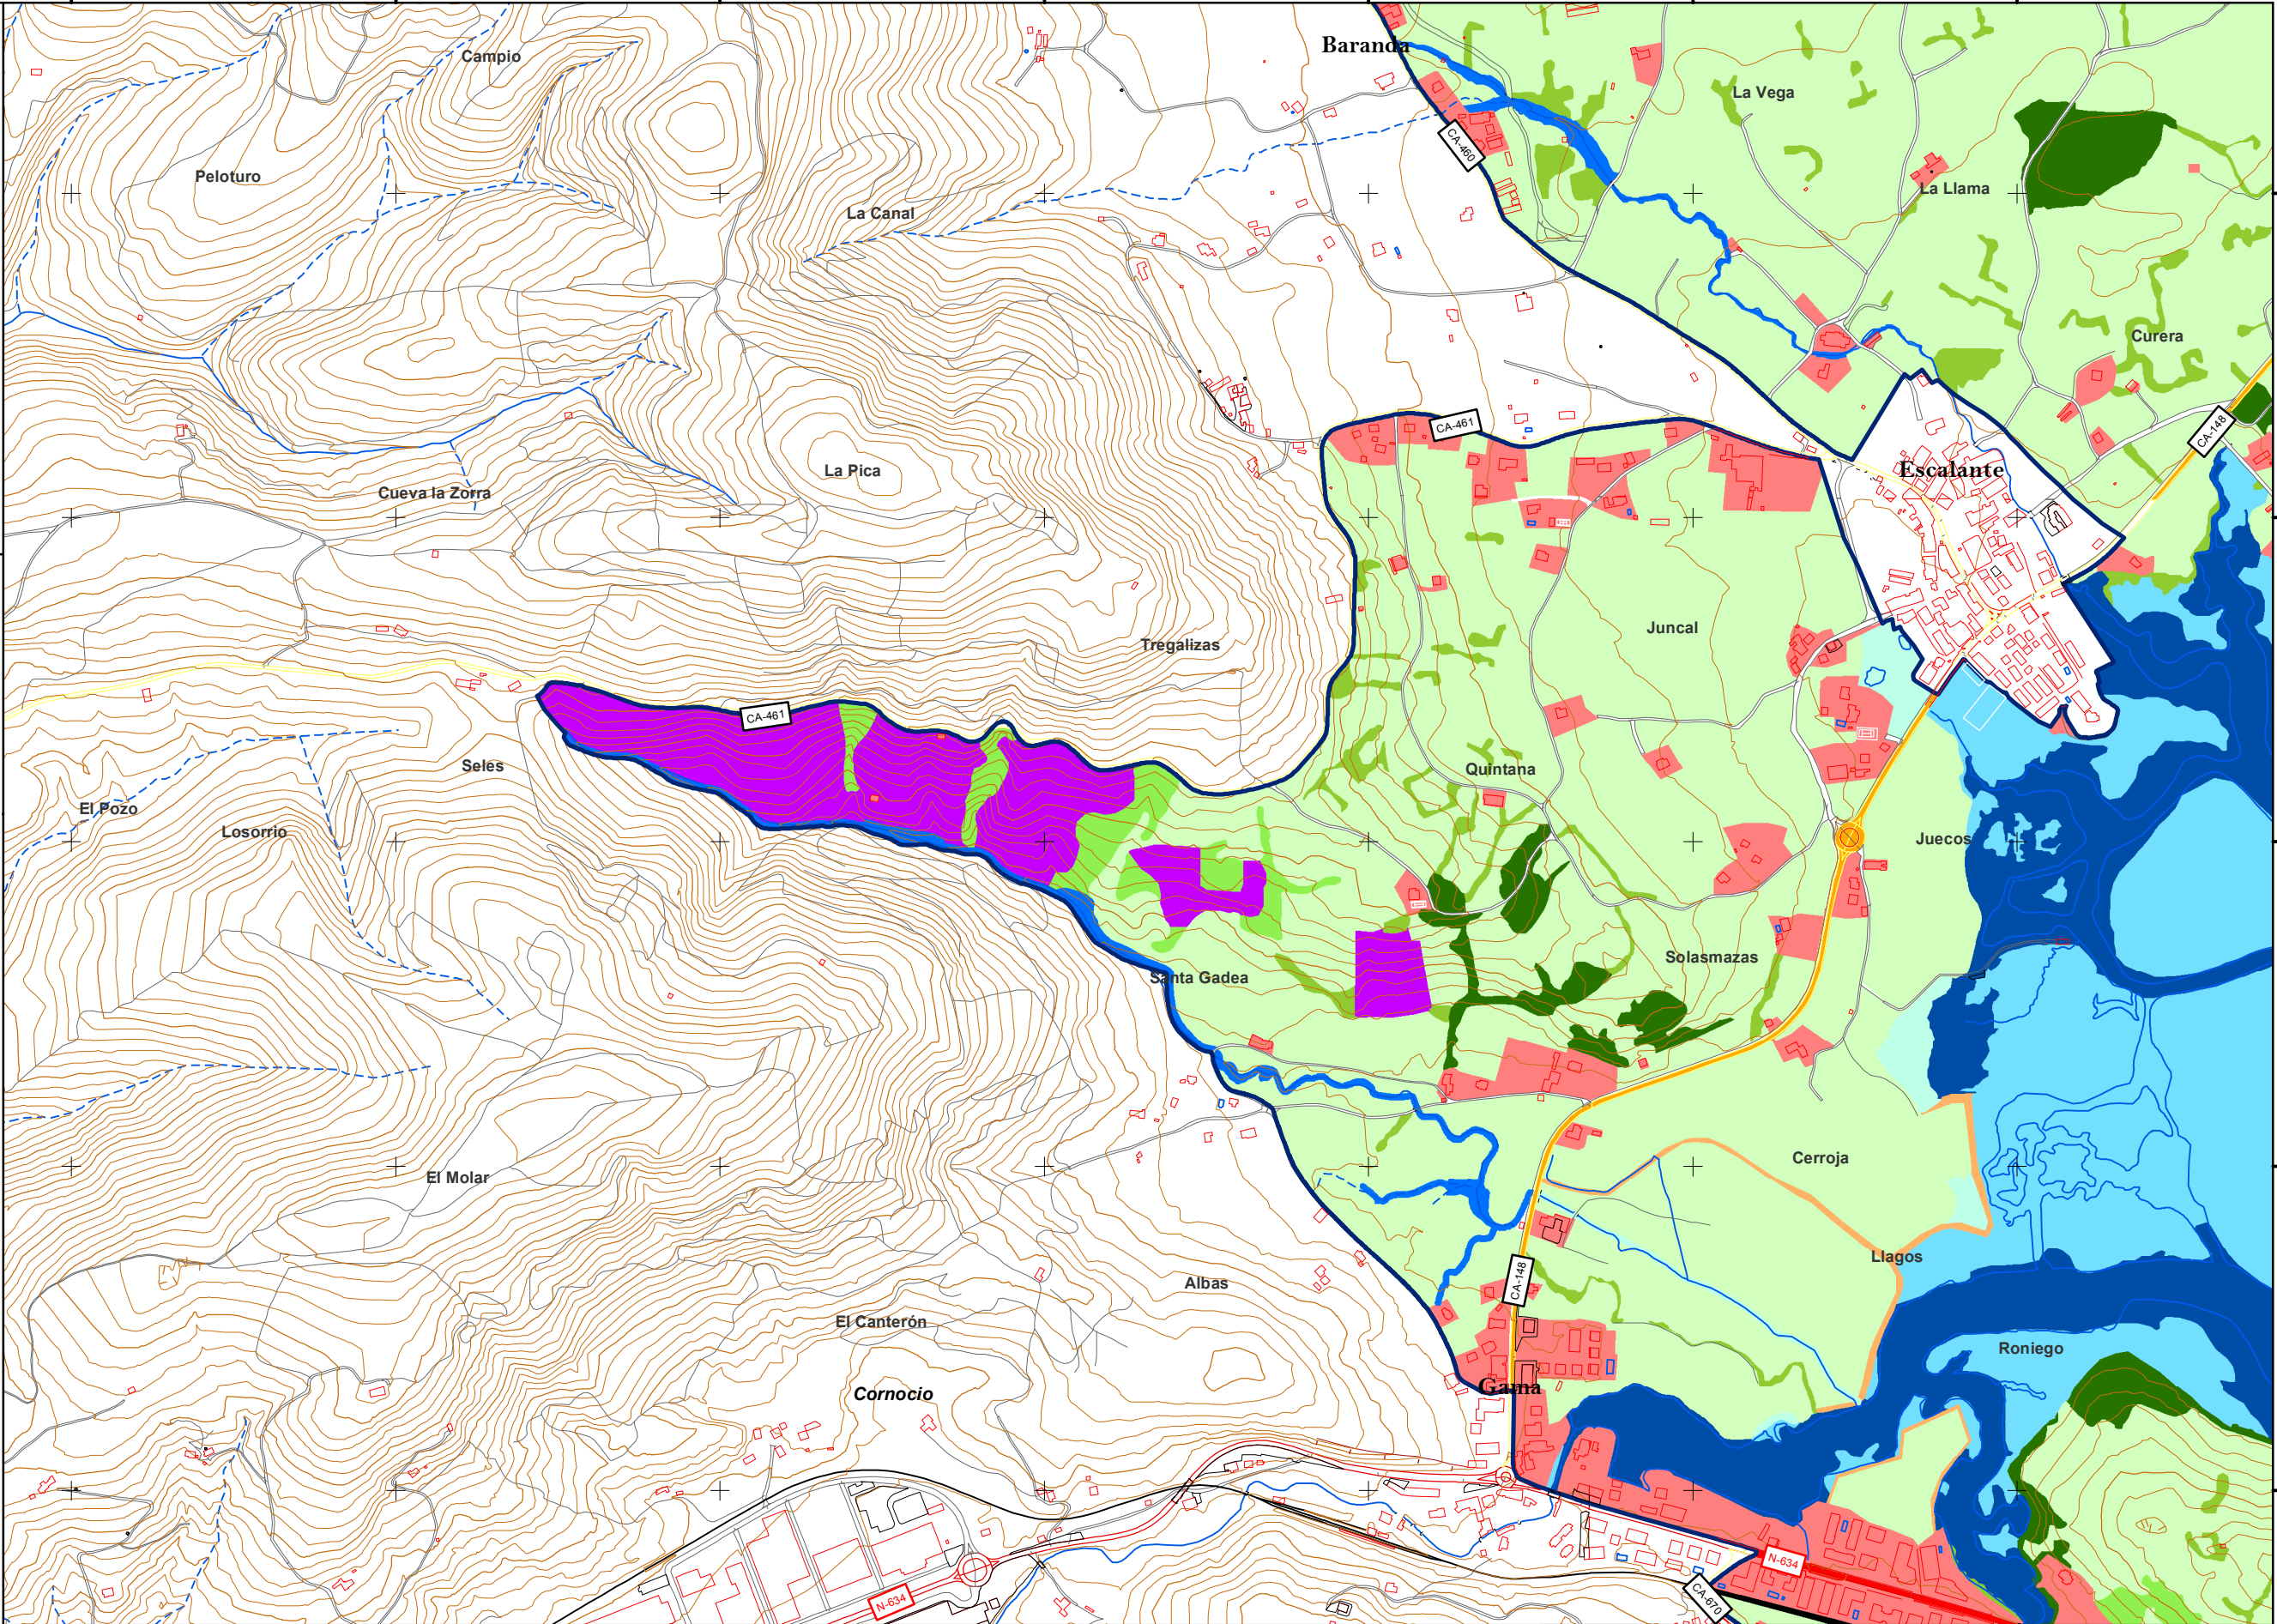 Baranda
Campio
La Vega
CA-460
Peloturo
La Llama
La Canal
Curera
CA-461
CA-148
Escalante
La Pica
Cueva la Zorra
Juncal
Tregalizas
CA-461
Seles
Quintana
El Pozo
Losorrio
Juecos
Solasmazas
Santa Gadea
Cerroja
El Molar
Llagos
CA-148
Albas
El Canterón
Roniego
Gama
Cornocio
N-634
N-634
CA-670